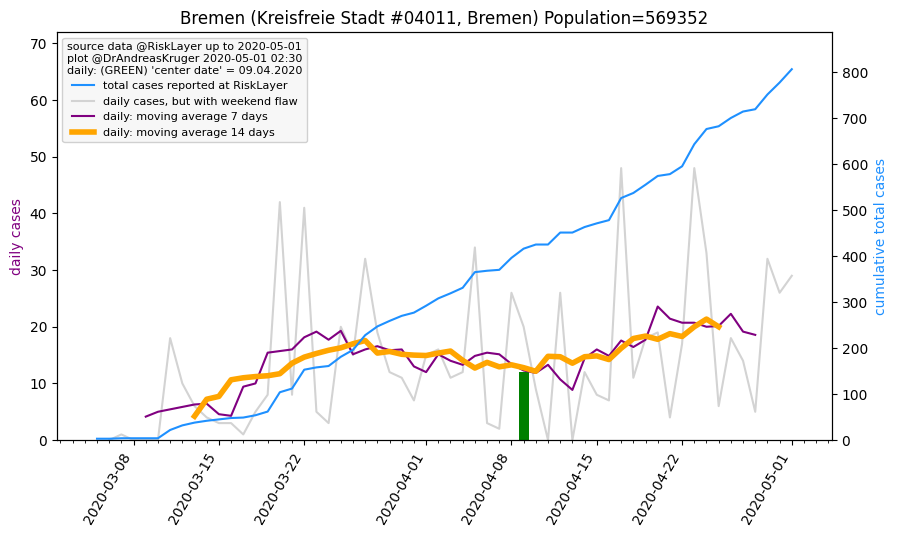 Bremen (Kreisfreie Stadt #04011, Bremen) Population=569352
source data @RiskLayer up to 2020-05-01
plot @DrAndreasKruger 2020-05-01 02:30
daily: (GREEN) 'center date' = 09.04.2020
total cases reported at RiskLayer
daily cases, but with weekend flaw
daily: moving average 7 days
daily: moving average 14 days
daily cases
70
60
50
40
30
20
10
0
800
700
600
500
400
300
200
100
0
cumulative total cases
2020-03-08
2020-03-15
2020-03-22
2020-04-01
2020-04-08
2020-04-15
2020-04-22
2020-05-01